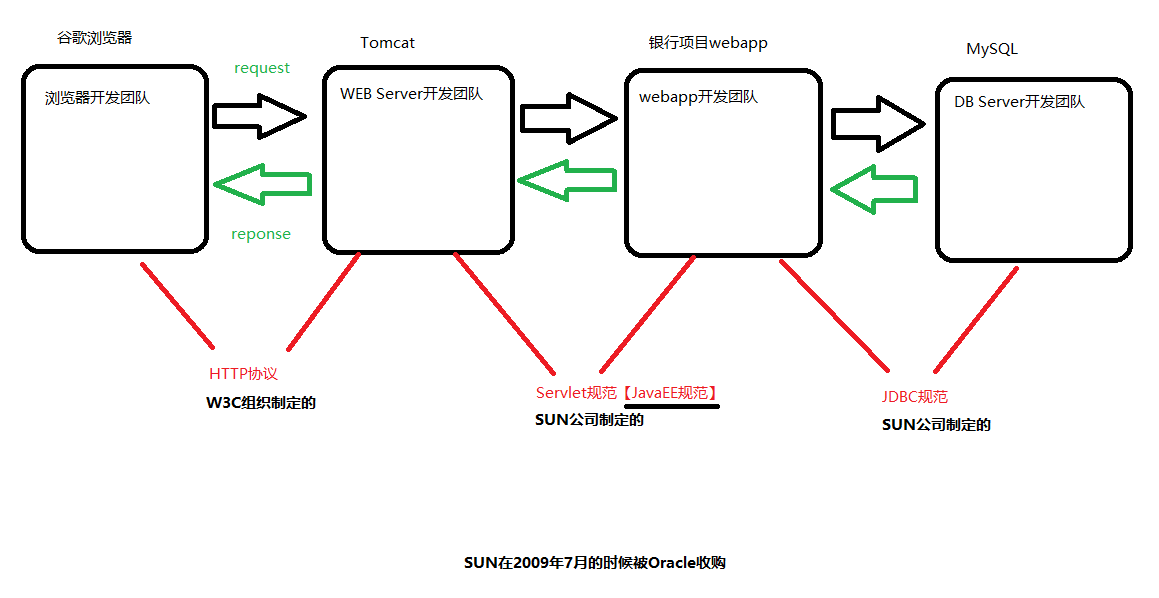 谷歌浏览器
Tomcat
银行项目webapp
MySQL
request
浏览器开发团队
WEB Server开发团队
webapp开发团队
DB Server开发团队
reponse
HTTP协议
W3C组织制定的
Servlet规范【JavaEE规范】
SUN公司制定的
JDBC规范
SUN公司制定的
SUN在2009年7月的时候被Oracle收购